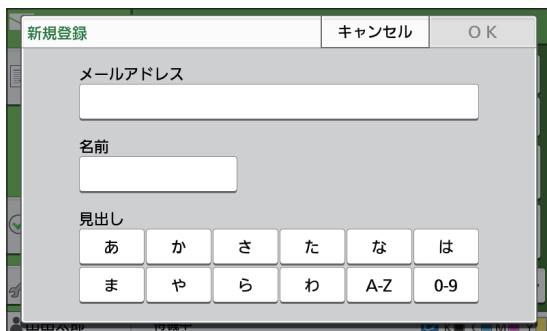 新規登録
キャンセル
OK
メールアドレス
名前
見出し
あ か さ た な は
ま や ら わ A-Z 0-9